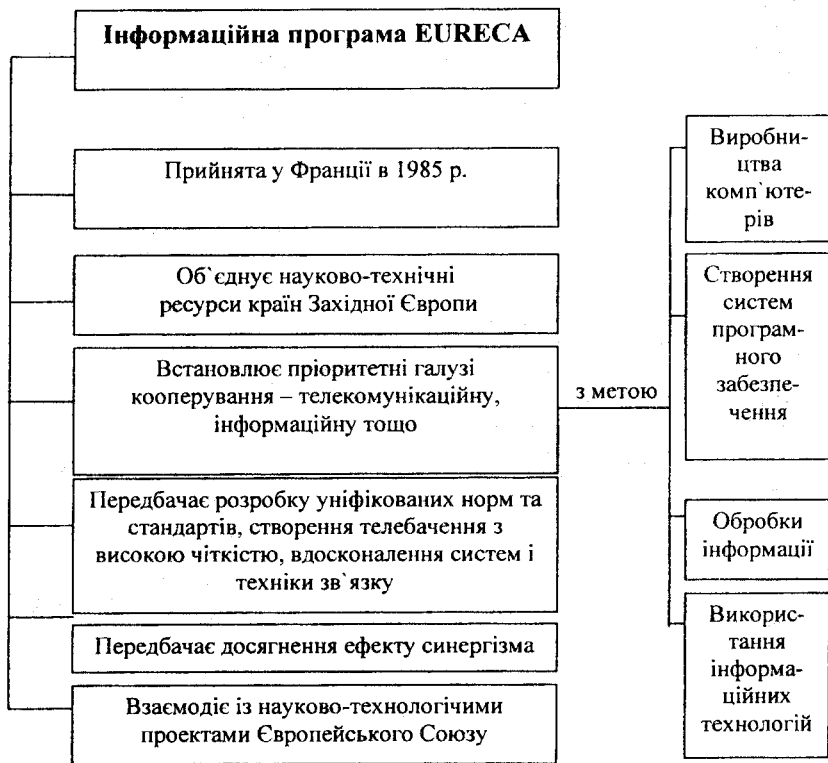 Інформаційна програма EURECA
Прийнята у Франції в 1985 р.
Об`єднує науково-технічні
ресурси країн Західної Європи
Встановлює пріоритетні галузі
кооперування – телекомунікаційну,
інформаційну тощо
Передбачає розробку уніфікованих норм та
стандартів, створення телебачення з
високою чіткістю, вдосконалення систем і
техніки зв`язку
Передбачає досягнення ефекту синергізма
Взаємодіє із науково-технологічими
проектами Європейського Союзу
з метою
Виробни-
цтва
комп`юте-
рів
Створення
систем
програм-
ного
забезпе-
чення
Обробки
інформації
Викорис-
тання
інформа-
ційних
технологій